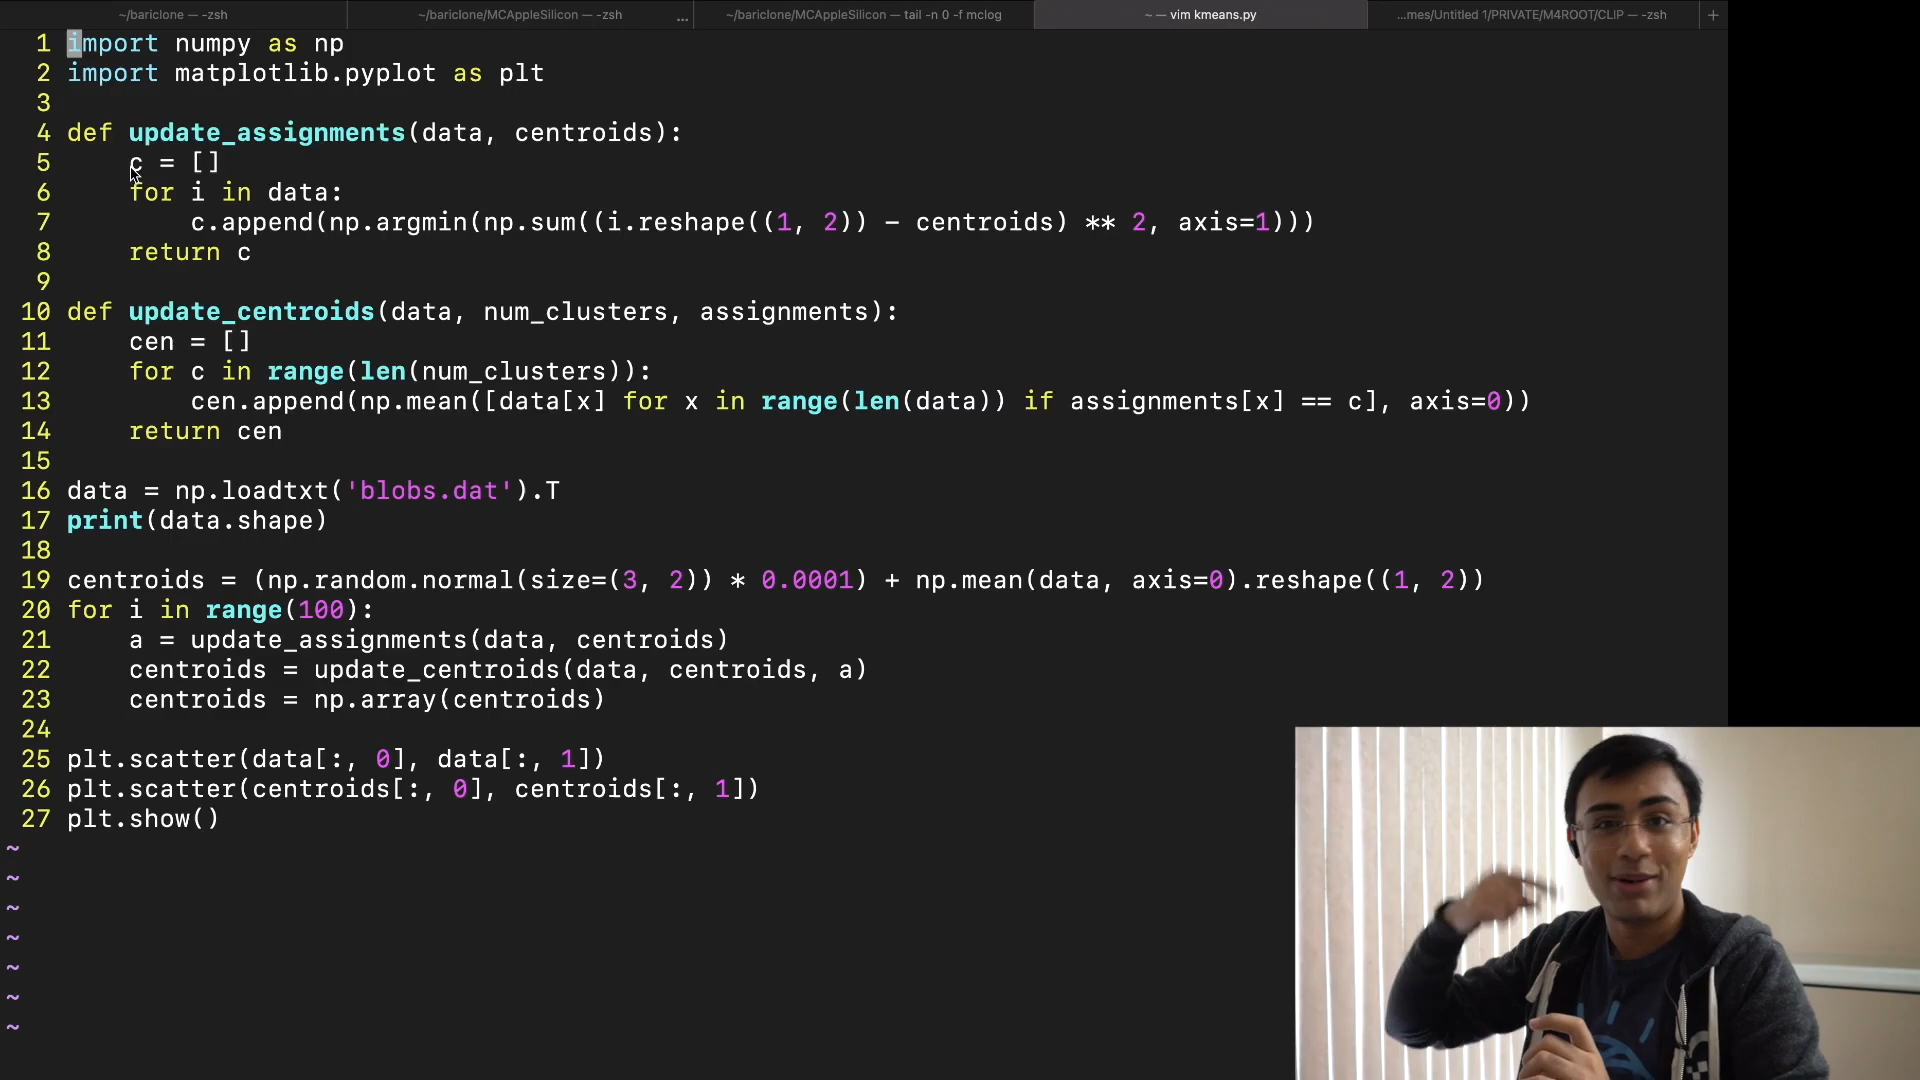 ~/bariclone — -zsh
~/bariclone/MCAppleSilicon — -zsh
...
~/bariclone/MCAppleSilicon — tail -n 0 -f mclog
~ — vim kmeans.py
...mes/Untitled 1/PRIVATE/M4ROOT/CLIP — -zsh
+
1 import numpy as np
2 import matplotlib.pyplot as plt
3
4 def update_assignments(data, centroids):
5     c = []
6     for i in data:
7         c.append(np.argmin(np.sum((i.reshape((1, 2)) - centroids) ** 2, axis=1)))
8     return c
9
10 def update_centroids(data, num_clusters, assignments):
11     cen = []
12     for c in range(len(num_clusters)):
13         cen.append(np.mean([data[x] for x in range(len(data)) if assignments[x] == c], axis=0))
14     return cen
15
16 data = np.loadtxt('blobs.dat').T
17 print(data.shape)
18
19 centroids = (np.random.normal(size=(3, 2)) * 0.0001) + np.mean(data, axis=0).reshape((1, 2))
20 for i in range(100):
21     a = update_assignments(data, centroids)
22     centroids = update_centroids(data, centroids, a)
23     centroids = np.array(centroids)
24
25 plt.scatter(data[:, 0], data[:, 1])
26 plt.scatter(centroids[:, 0], centroids[:, 1])
27 plt.show()
~
~
~
~
~
~
~